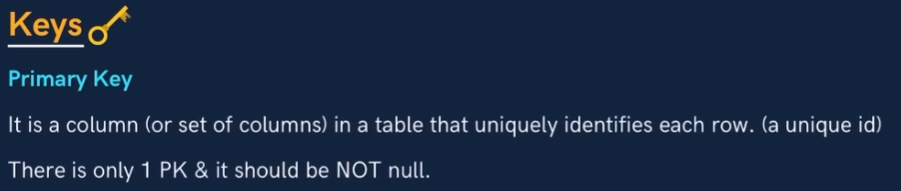 Keys
Primary Key
It is a column (or set of columns) in a table that uniquely identifies each row. (a unique id)
There is only 1 PK & it should be NOT null.